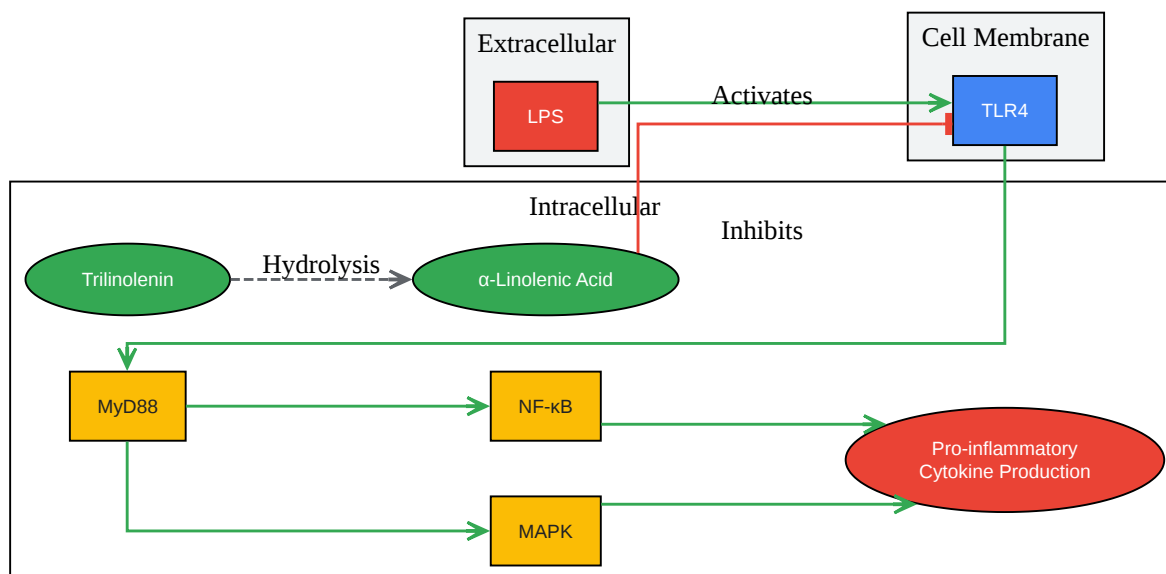 Extracellular
Cell Membrane
LPS
Activates
TLR4
Intracellular
Inhibits
Trilinolenin
Hydrolysis
α-Linolenic Acid
MyD88
NF-κB
Pro-inflammatory
Cytokine Production
MAPK